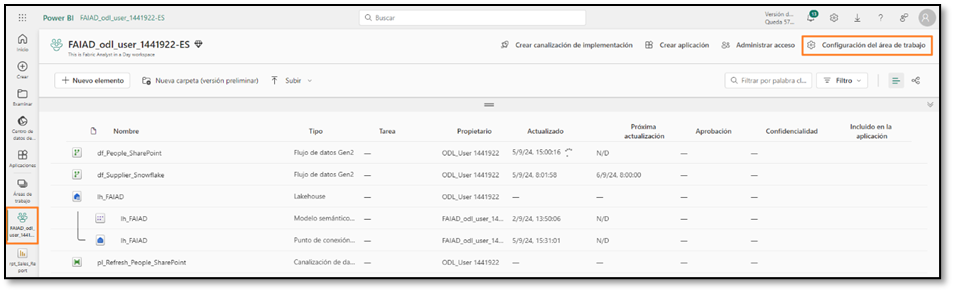 Power BI FAIAD_odl_user_1441922-ES
Buscar
Versión d...
Queda 57...
Inicio
Crear
Examinar
Centro de datos de...
Aplicaciones
Áreas de trabajo
FAIAD_odl_user_1441...
rpt_Sales_Report
FAIAD_odl_user_1441922-ES
This is Fabric Analyst in a Day workspace
Crear canalización de implementación
Crear aplicación
Administrar acceso
Configuración del área de trabajo
Nuevo elemento
Nueva carpeta (versión preliminar)
Subir
Filtrar por palabra cl...
Filtro
Nombre Tipo Tarea Propietario Actualizado Próxima actualización Aprobación Confidencialidad Incluido en la aplicación
df_People_SharePoint Flujo de datos Gen2 — ODL_User 1441922 5/9/24, 15:00:16 N/D — — —
df_Supplier_Snowflake Flujo de datos Gen2 — ODL_User 1441922 5/9/24, 8:01:58 6/9/24, 8:00:00 — — —
lh_FAIAD Lakehouse — ODL_User 1441922 — — — — —
lh_FAIAD Modelo semántico... — FAIAD_odl_user_14... 2/9/24, 13:50:06 N/D — — —
lh_FAIAD Punto de conexión... — FAIAD_odl_user_14... 5/9/24, 15:31:01 N/D — — —
pl_Refresh_People_SharePoint Canalización de da... — ODL_User 1441922 — — — — —